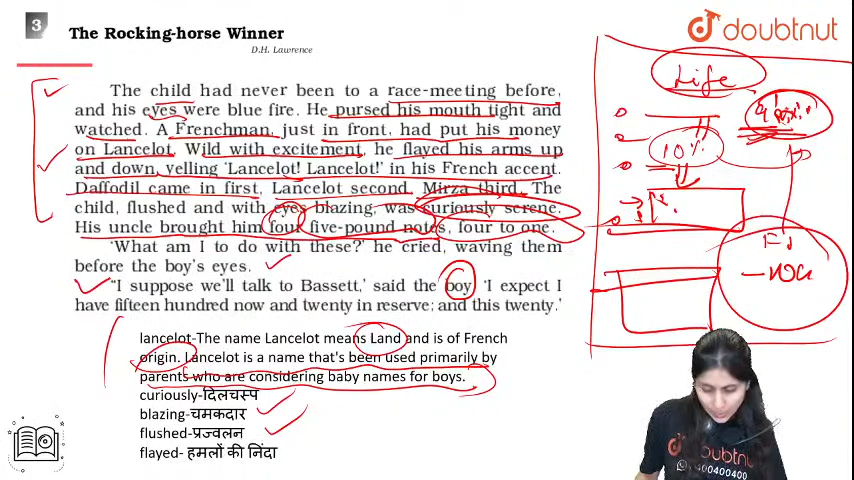 3
The Rocking-horse Winner
D.H. Lawrence
doubtnut
The child had never been to a race-meeting before,
and his eyes were blue fire. He pursed his mouth tight and
watched. A Frenchman, just in front, had put his money
on Lancelot. Wild with excitement, he flayed his arms up
and down, yelling ‘Lancelot! Lancelot!’ in his French accent.
Daffodil came in first, Lancelot second, Mirza third. The
child, flushed and with eyes blazing, was curiously serene.
His uncle brought him four five-pound notes, four to one.
‘What am I to do with these?’ he cried, waving them
before the boy’s eyes.
“I suppose we’ll talk to Bassett,’ said the boy. ‘I expect I
have fifteen hundred now and twenty in reserve; and this twenty.’
lancelot-The name Lancelot means Land and is of French
origin. Lancelot is a name that's been used primarily by
parents who are considering baby names for boys.
curiously-दिलचस्प
blazing-चमकदार
flushed-प्रज्वलन
flayed- हमलों की निंदा
Life
10%
doubtnut
8400400400